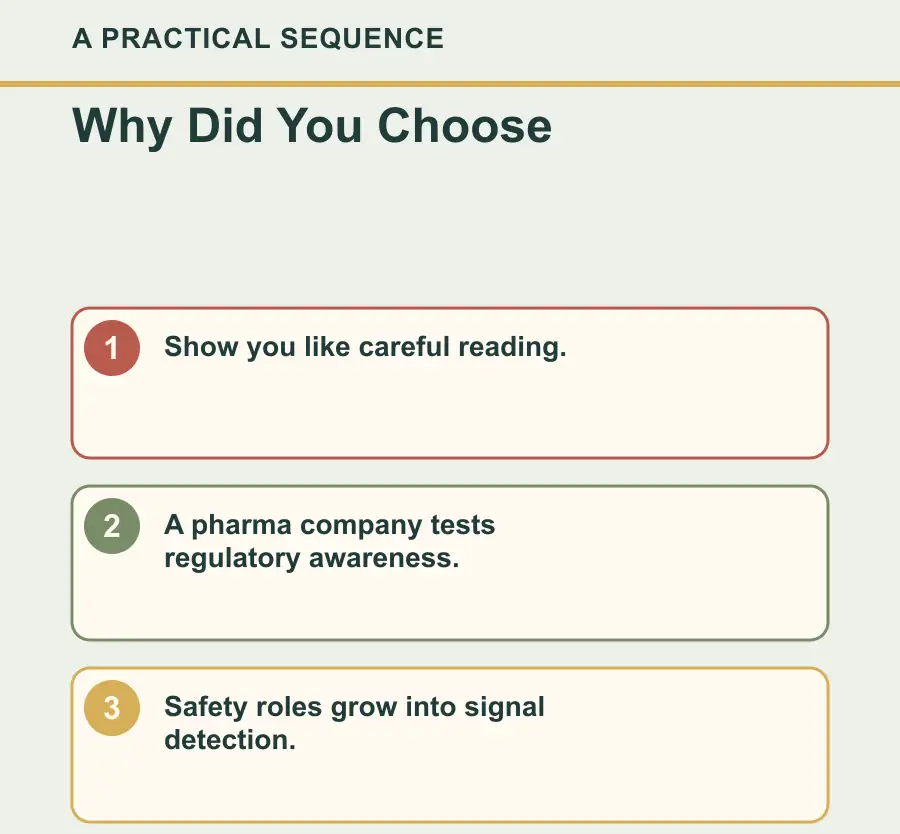 A PRACTICAL SEQUENCE
Why Did You Choose
1
Show you like careful reading.
2
A pharma company tests
regulatory awareness.
3
Safety roles grow into signal
detection.